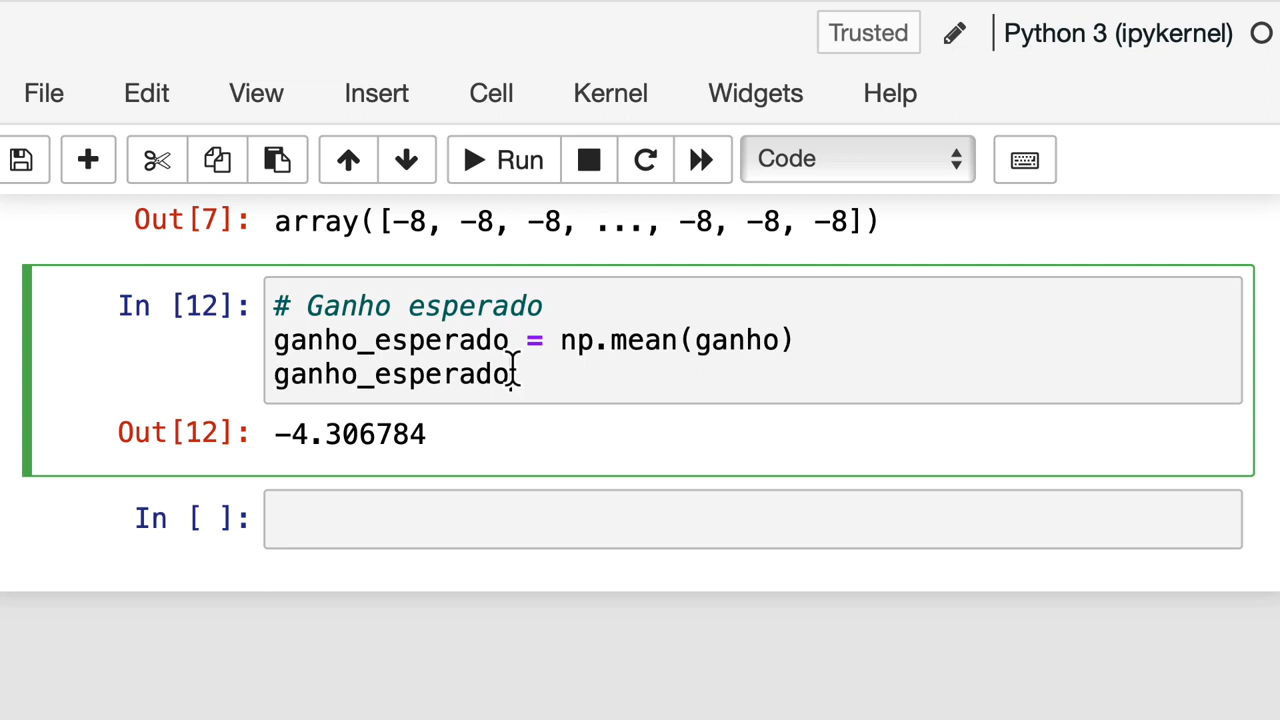 Trusted
Python 3 (ipykernel)
File Edit View Insert Cell Kernel Widgets Help
Run Code
Out[7]: array([-8, -8, -8, ..., -8, -8, -8])
In [12]: # Ganho esperado
ganho_esperado = np.mean(ganho)
ganho_esperado
Out[12]: -4.306784
In [ ]: